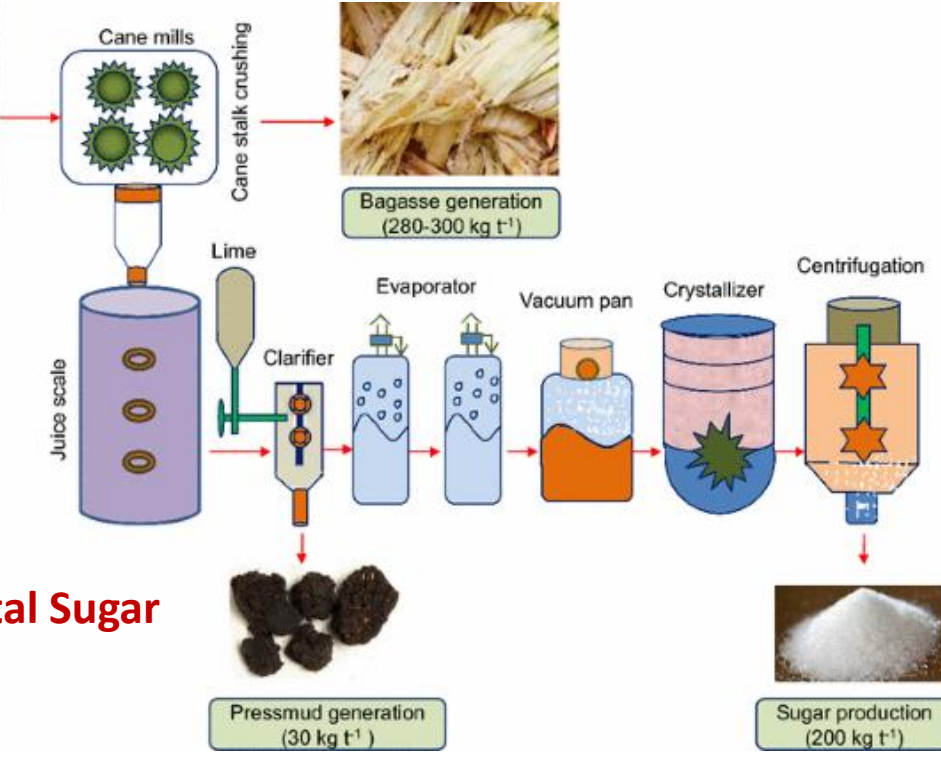 Cane mills
Cane stalk crushing
Bagasse generation
(280-300 kg t⁻¹)
Lime
Juice scale
Clarifier
Evaporator
Vacuum pan
Crystallizer
Centrifugation
tal Sugar
Pressmud generation
(30 kg t⁻¹ )
Sugar production
(200 kg t⁻¹)